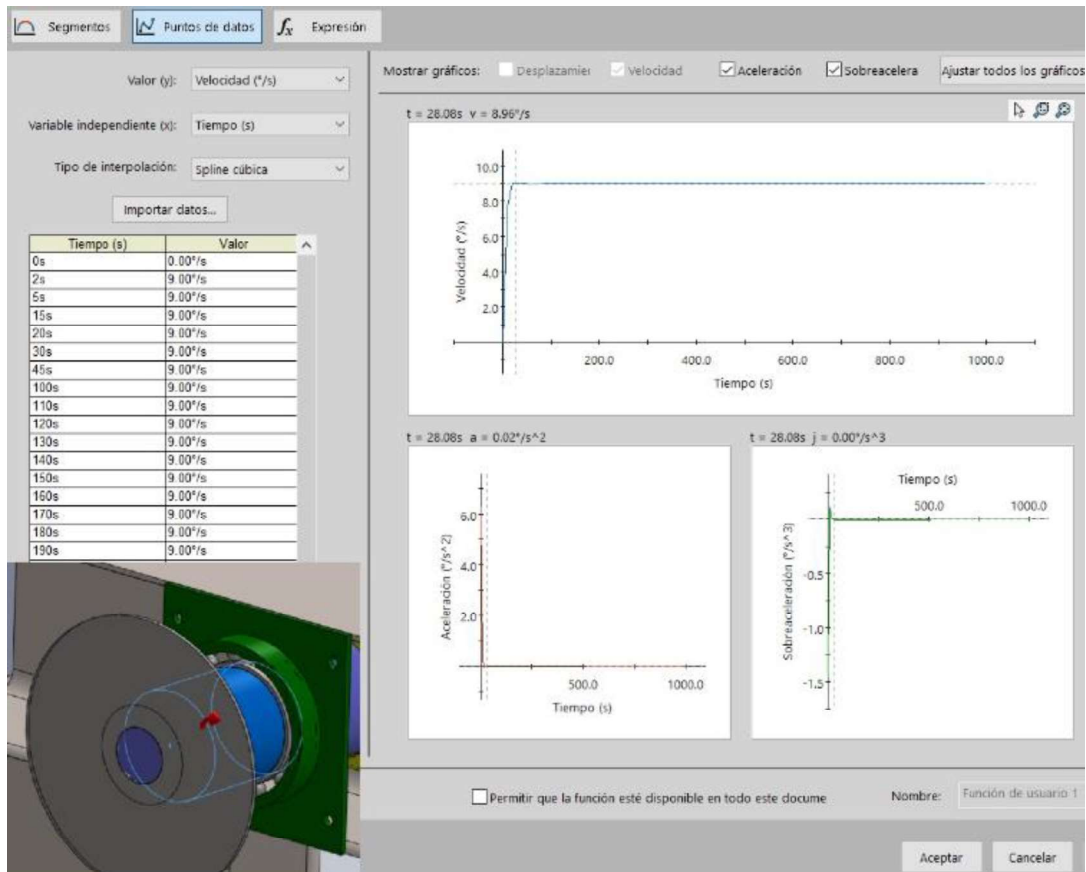 Segmentos Puntos de datos fx Expresión
Valor (y): Velocidad (°/s)
Variable independiente (x): Tiempo (s)
Tipo de interpolación: Spline cúbica
Importar datos...
Tiempo (s) Valor
0s 0.00°/s
2s 9.00°/s
5s 9.00°/s
15s 9.00°/s
20s 9.00°/s
30s 9.00°/s
45s 9.00°/s
100s 9.00°/s
110s 9.00°/s
120s 9.00°/s
130s 9.00°/s
140s 9.00°/s
150s 9.00°/s
160s 9.00°/s
170s 9.00°/s
180s 9.00°/s
190s 9.00°/s
Mostrar gráficos: Desplazamier Velocidad Aceleración Sobreacelera Ajustar todos los gráficos
t = 28.08s v = 8.96°/s
10.0
8.0
6.0
4.0
2.0
Velocidad (°/s)
200.0 400.0 600.0 800.0 1000.0
Tiempo (s)
t = 28.08s a = 0.02°/s^2
6.0
4.0
2.0
Aceleración (°/s^2)
500.0 1000.0
Tiempo (s)
t = 28.08s j = 0.00°/s^3
Tiempo (s)
500.0 1000.0
-0.5
-1.0
-1.5
Sobreaceleración (°/s^3)
Permitir que la función esté disponible en todo este docume
Nombre: Función de usuario 1
Aceptar Cancelar